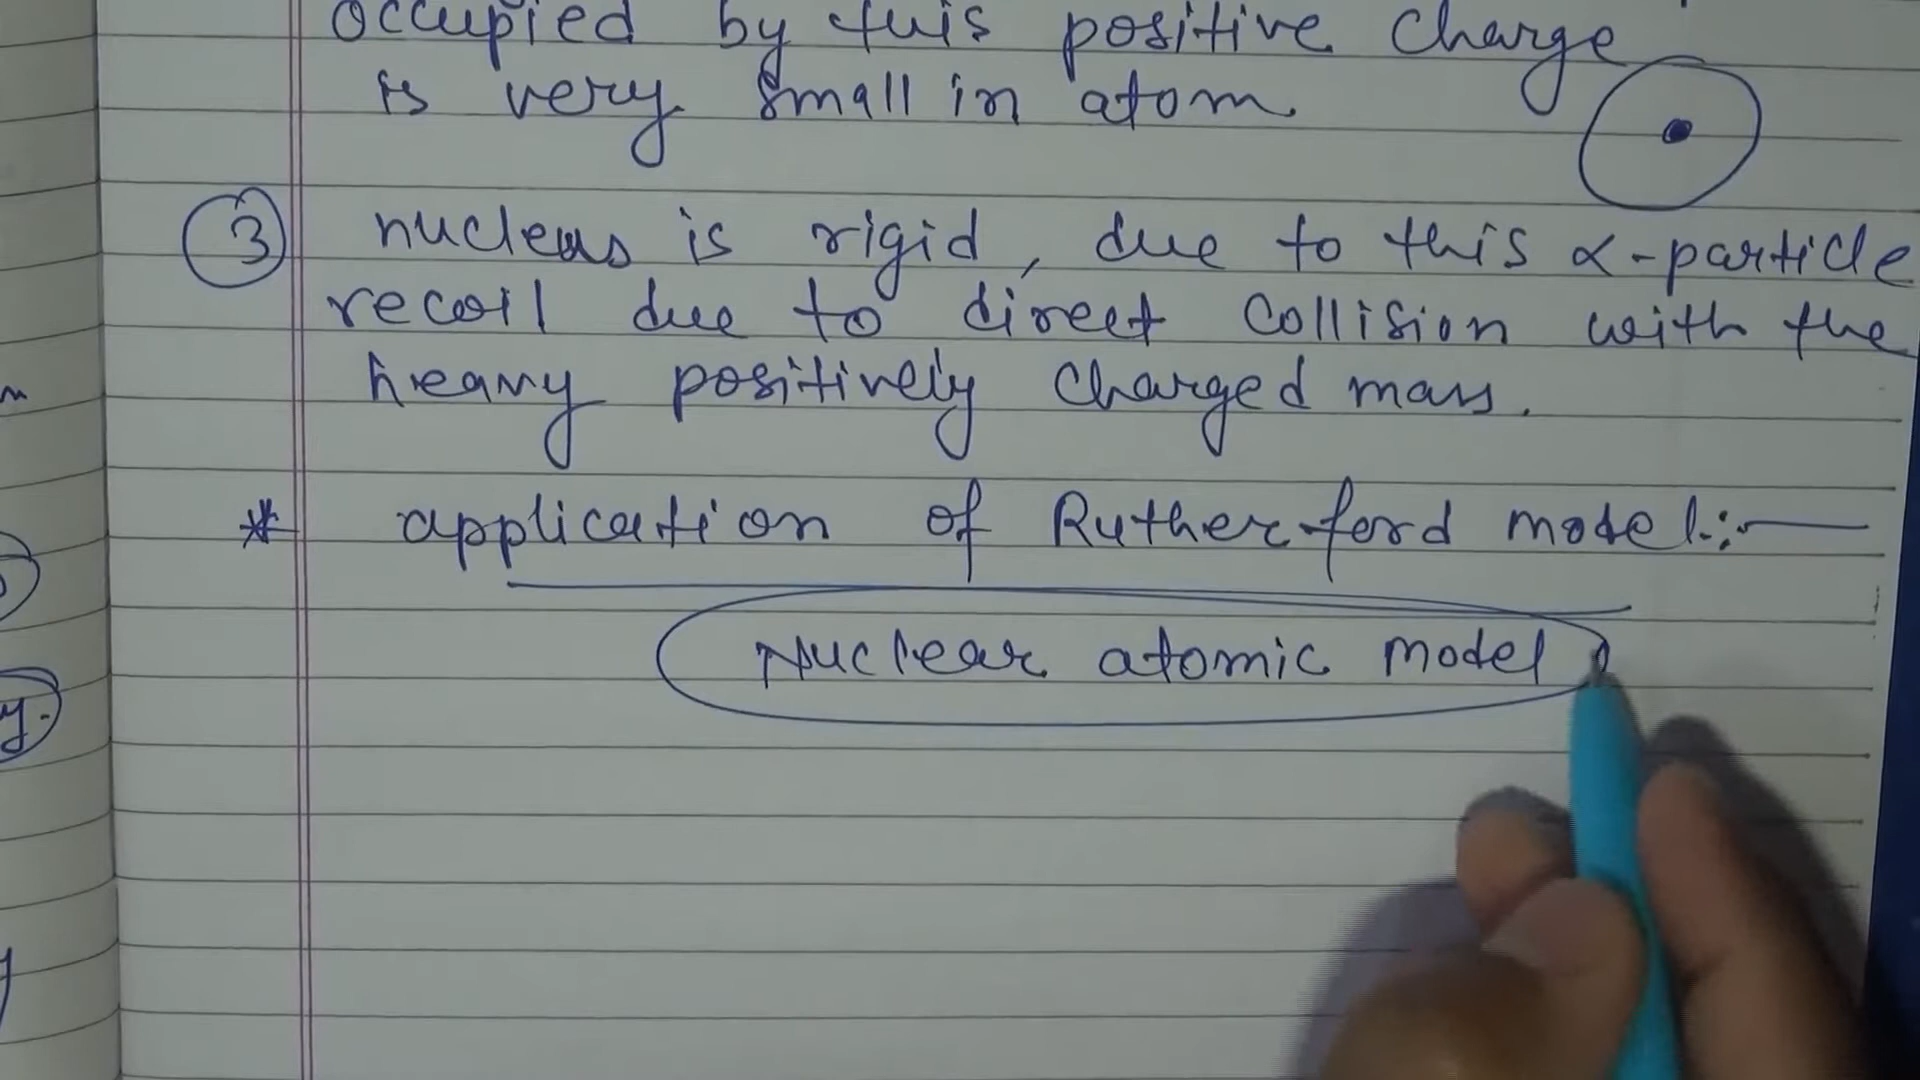 occupied by this positive charge
is very small in atom
3 nucleus is rigid, due to this α-particle
recoil due to direct collision with the
heavy positively charged mass.
* application of Rutherford model:-
Nuclear atomic model
y.